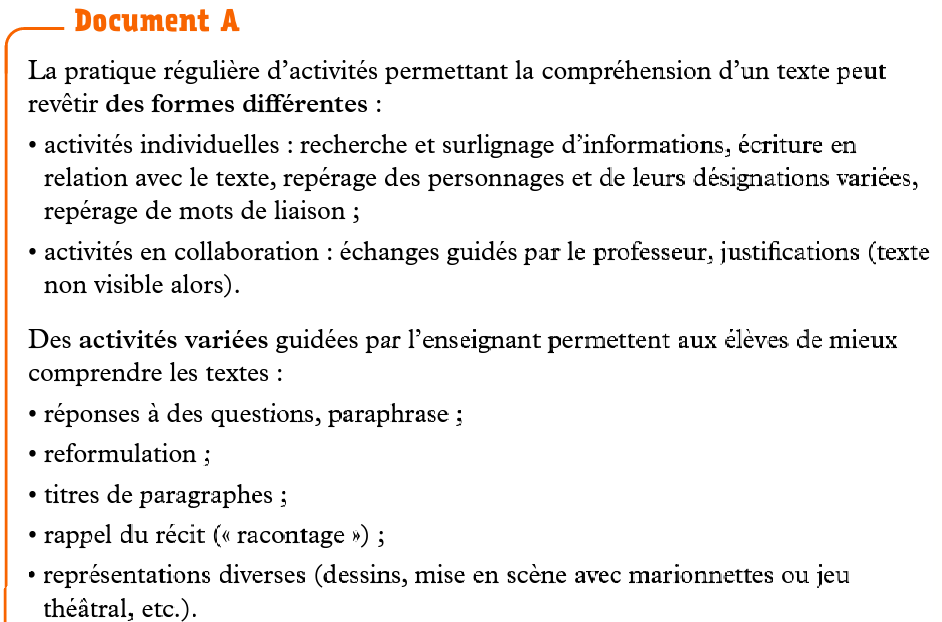 Document A
La pratique régulière d'activités permettant la compréhension d'un texte peut
revêtir des formes différentes :
• activités individuelles : recherche et surlignage d'informations, écriture en
relation avec le texte, repérage des personnages et de leurs désignations variées,
repérage de mots de liaison ;
• activités en collaboration : échanges guidés par le professeur, justifications (texte
non visible alors).
Des activités variées guidées par l'enseignant permettent aux élèves de mieux
comprendre les textes :
• réponses à des questions, paraphrase ;
• reformulation ;
• titres de paragraphes ;
• rappel du récit (« racontage ») ;
• représentations diverses (dessins, mise en scène avec marionnettes ou jeu
théâtral, etc.).